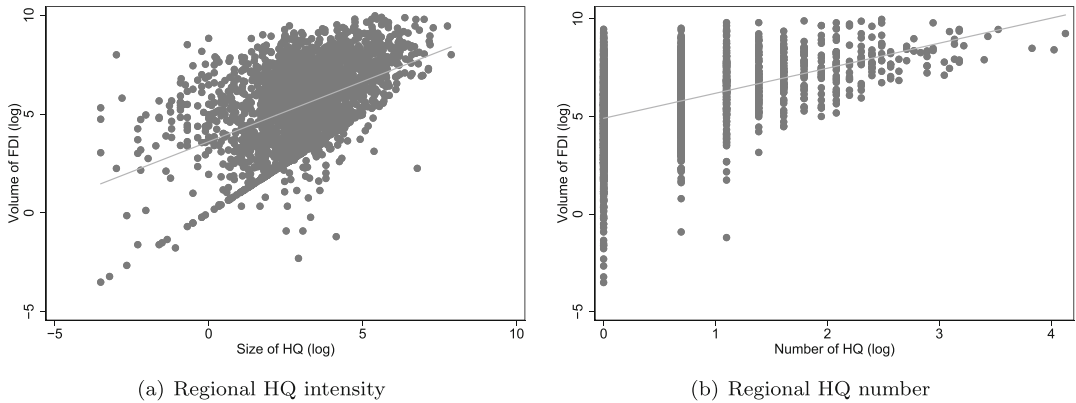 10
5
0
−5
Volume of FDI (log)
−5
0
5
10
Size of HQ (log)
(a) Regional HQ intensity
10
5
0
−5
Volume of FDI (log)
0
1
2
3
4
Number of HQ (log)
(b) Regional HQ number